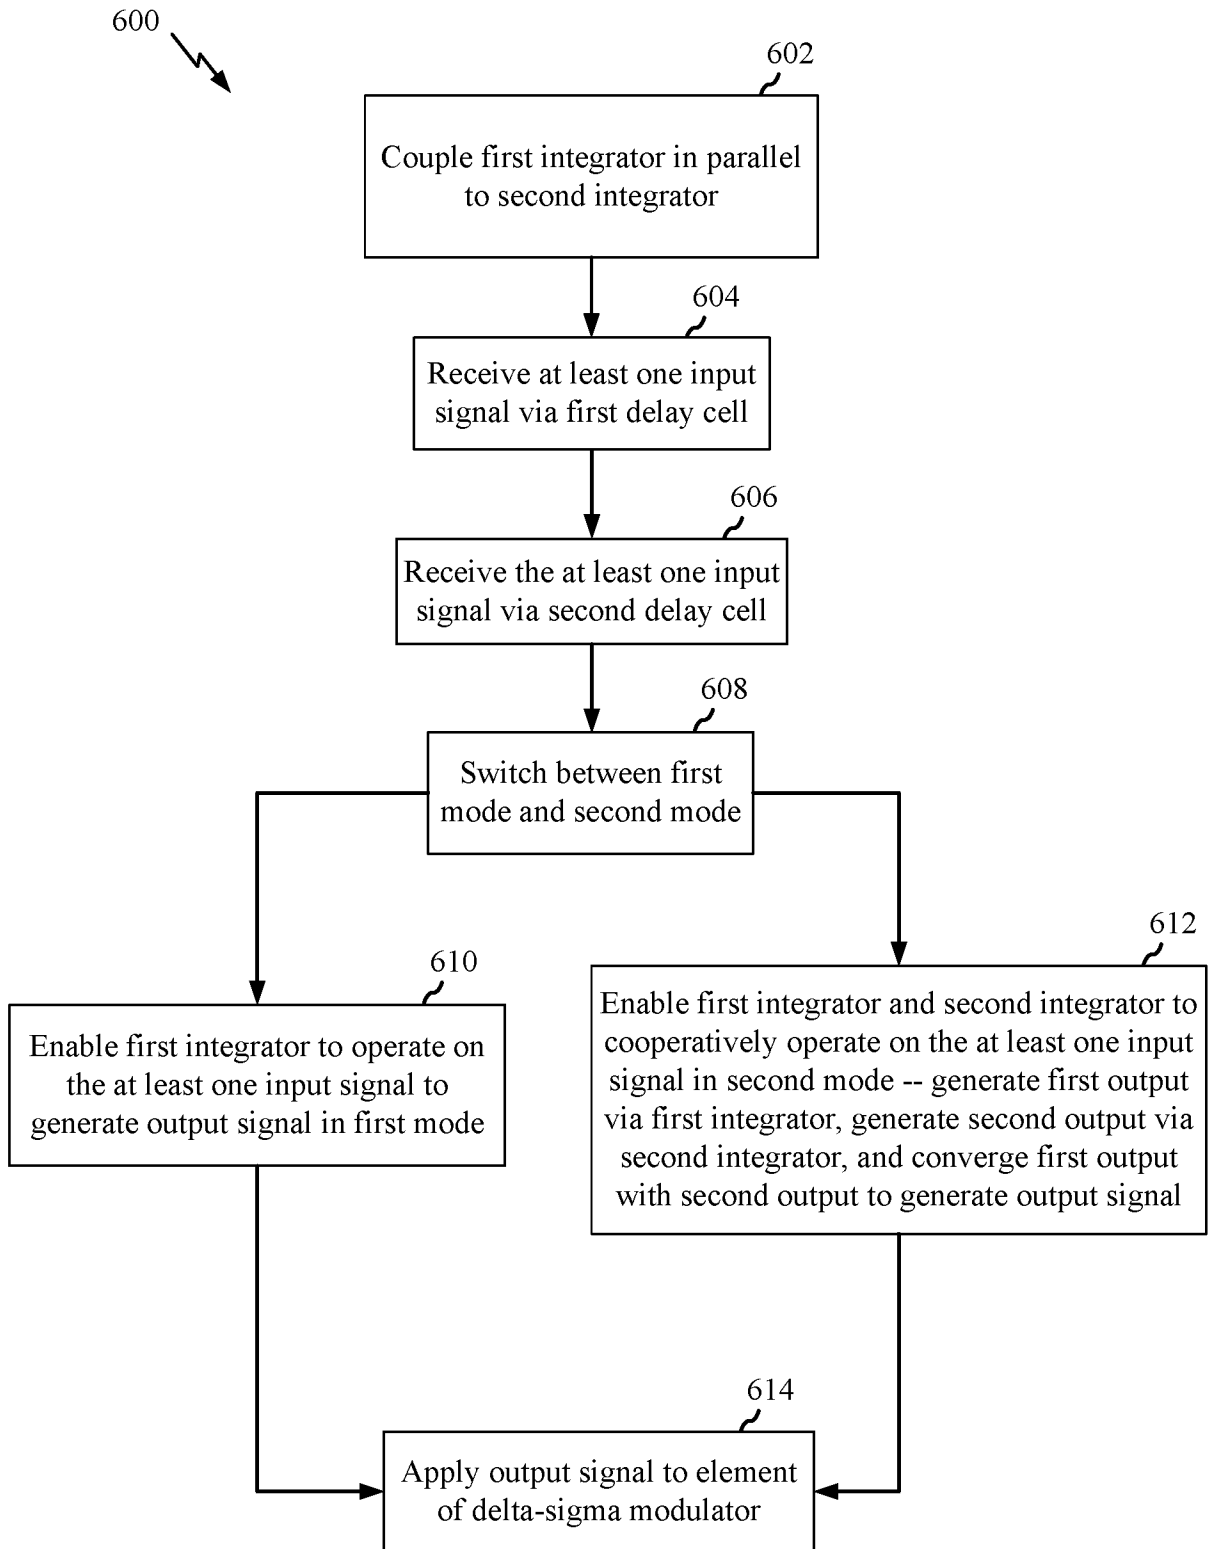 600
602
Couple first integrator in parallel
to second integrator
604
Receive at least one input
signal via first delay cell
606
Receive the at least one input
signal via second delay cell
608
Switch between first
mode and second mode
610
Enable first integrator to operate on
the at least one input signal to
generate output signal in first mode
612
Enable first integrator and second integrator to
cooperatively operate on the at least one input
signal in second mode -- generate first output
via first integrator, generate second output via
second integrator, and converge first output
with second output to generate output signal
614
Apply output signal to element
of delta-sigma modulator